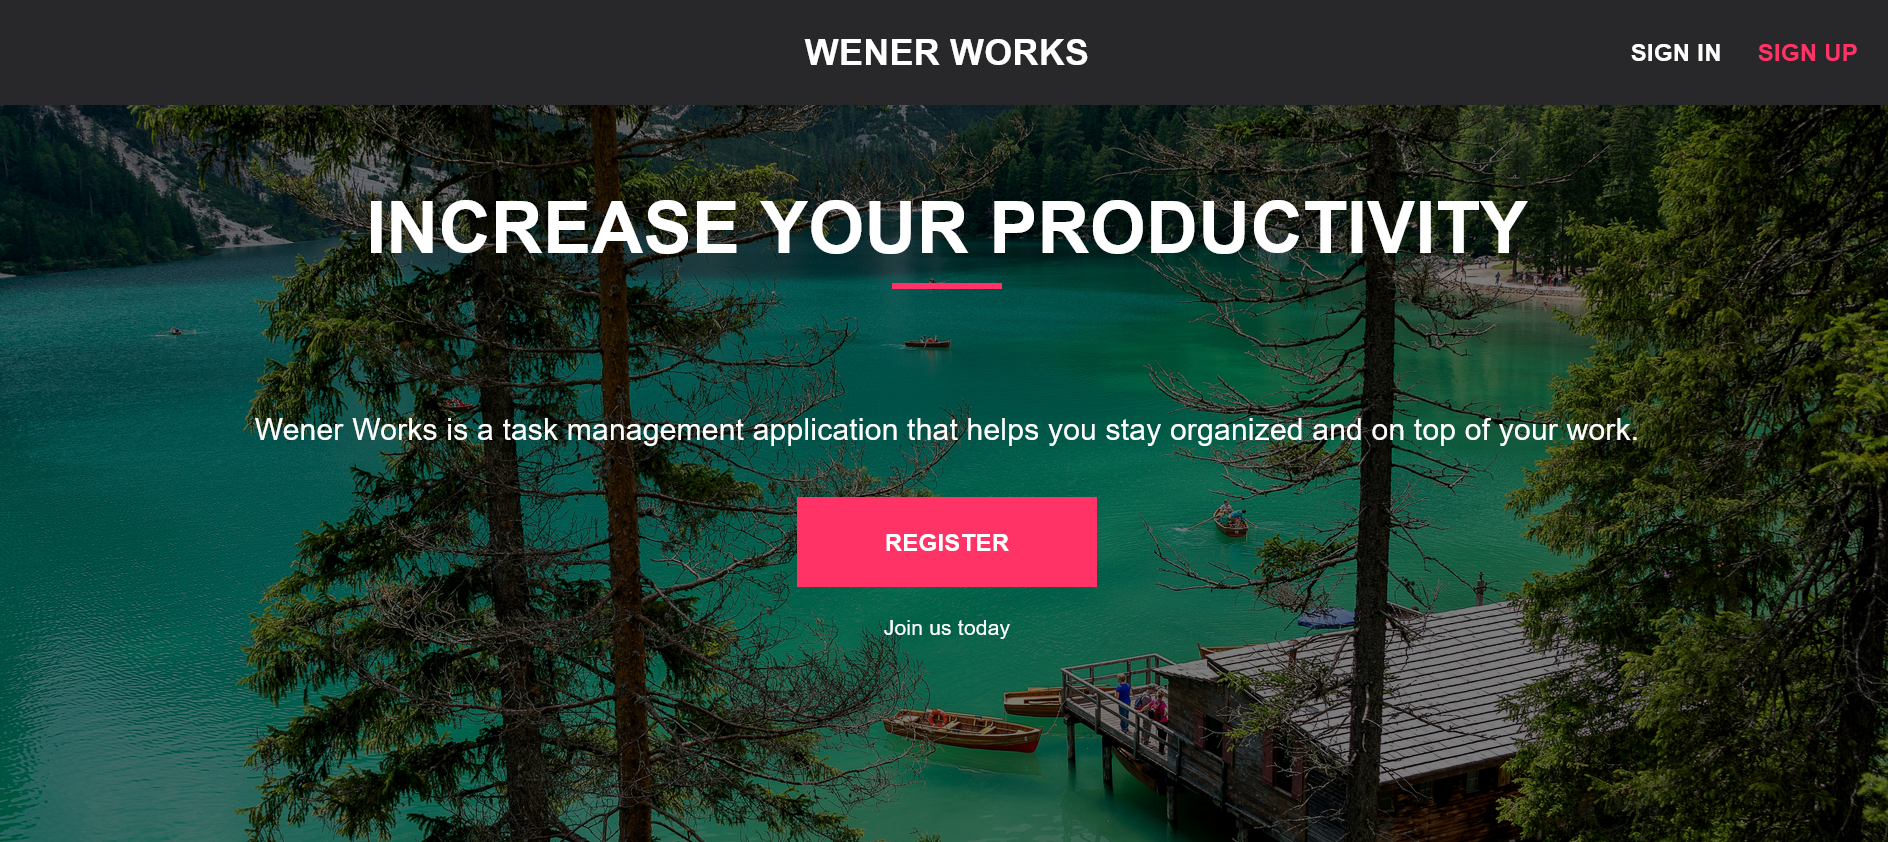 WENER WORKS
SIGN IN
SIGN UP
INCREASE YOUR PRODUCTIVITY
Wener Works is a task management application that helps you stay organized and on top of your work.
REGISTER
Join us today